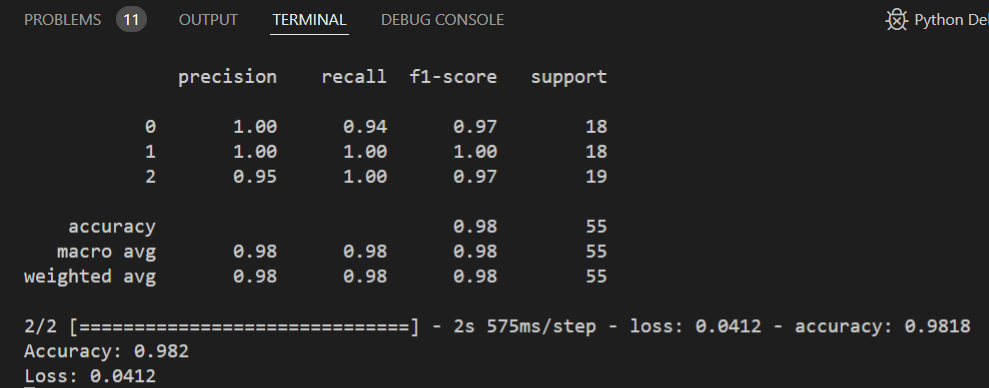 PROBLEMS 11 OUTPUT TERMINAL DEBUG CONSOLE Python De
precision recall f1-score support
0 1.00 0.94 0.97 18
1 1.00 1.00 1.00 18
2 0.95 1.00 0.97 19
accuracy 0.98 55
macro avg 0.98 0.98 0.98 55
weighted avg 0.98 0.98 0.98 55
2/2 [==============================] - 2s 575ms/step - loss: 0.0412 - accuracy: 0.9818
Accuracy: 0.982
Loss: 0.0412